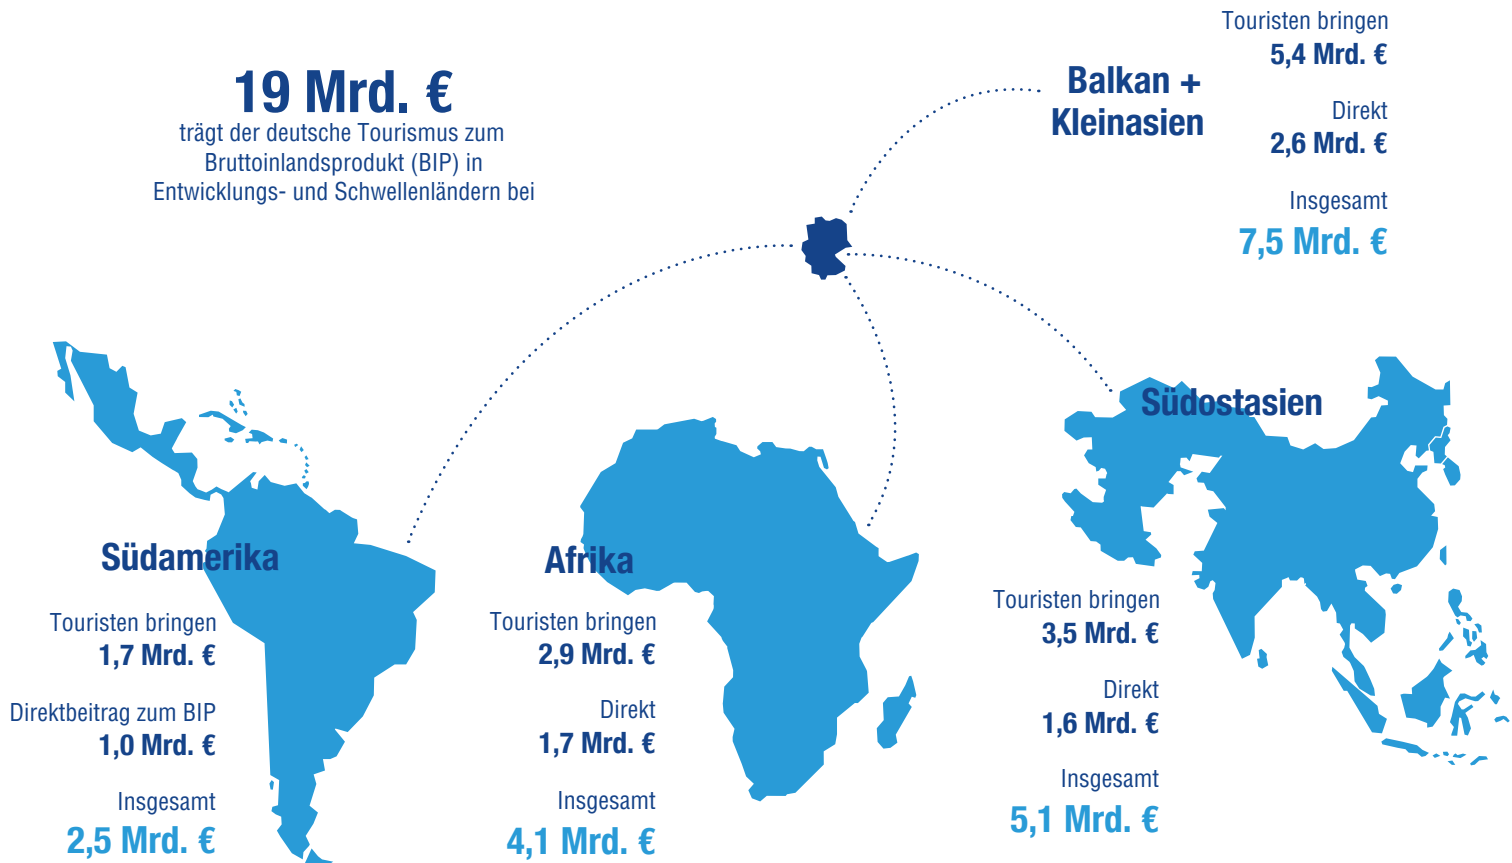 19 Mrd. €
trägt der deutsche Tourismus zum
Bruttoinlandsprodukt (BIP) in
Entwicklungs- und Schwellenländern bei
Balkan +
Kleinasien
Touristen bringen
5,4 Mrd. €
Direkt
2,6 Mrd. €
Insgesamt
7,5 Mrd. €
Südamerika
Touristen bringen
1,7 Mrd. €
Direktbeitrag zum BIP
1,0 Mrd. €
Insgesamt
2,5 Mrd. €
Afrika
Touristen bringen
2,9 Mrd. €
Direkt
1,7 Mrd. €
Insgesamt
4,1 Mrd. €
Südostasien
Touristen bringen
3,5 Mrd. €
Direkt
1,6 Mrd. €
Insgesamt
5,1 Mrd. €